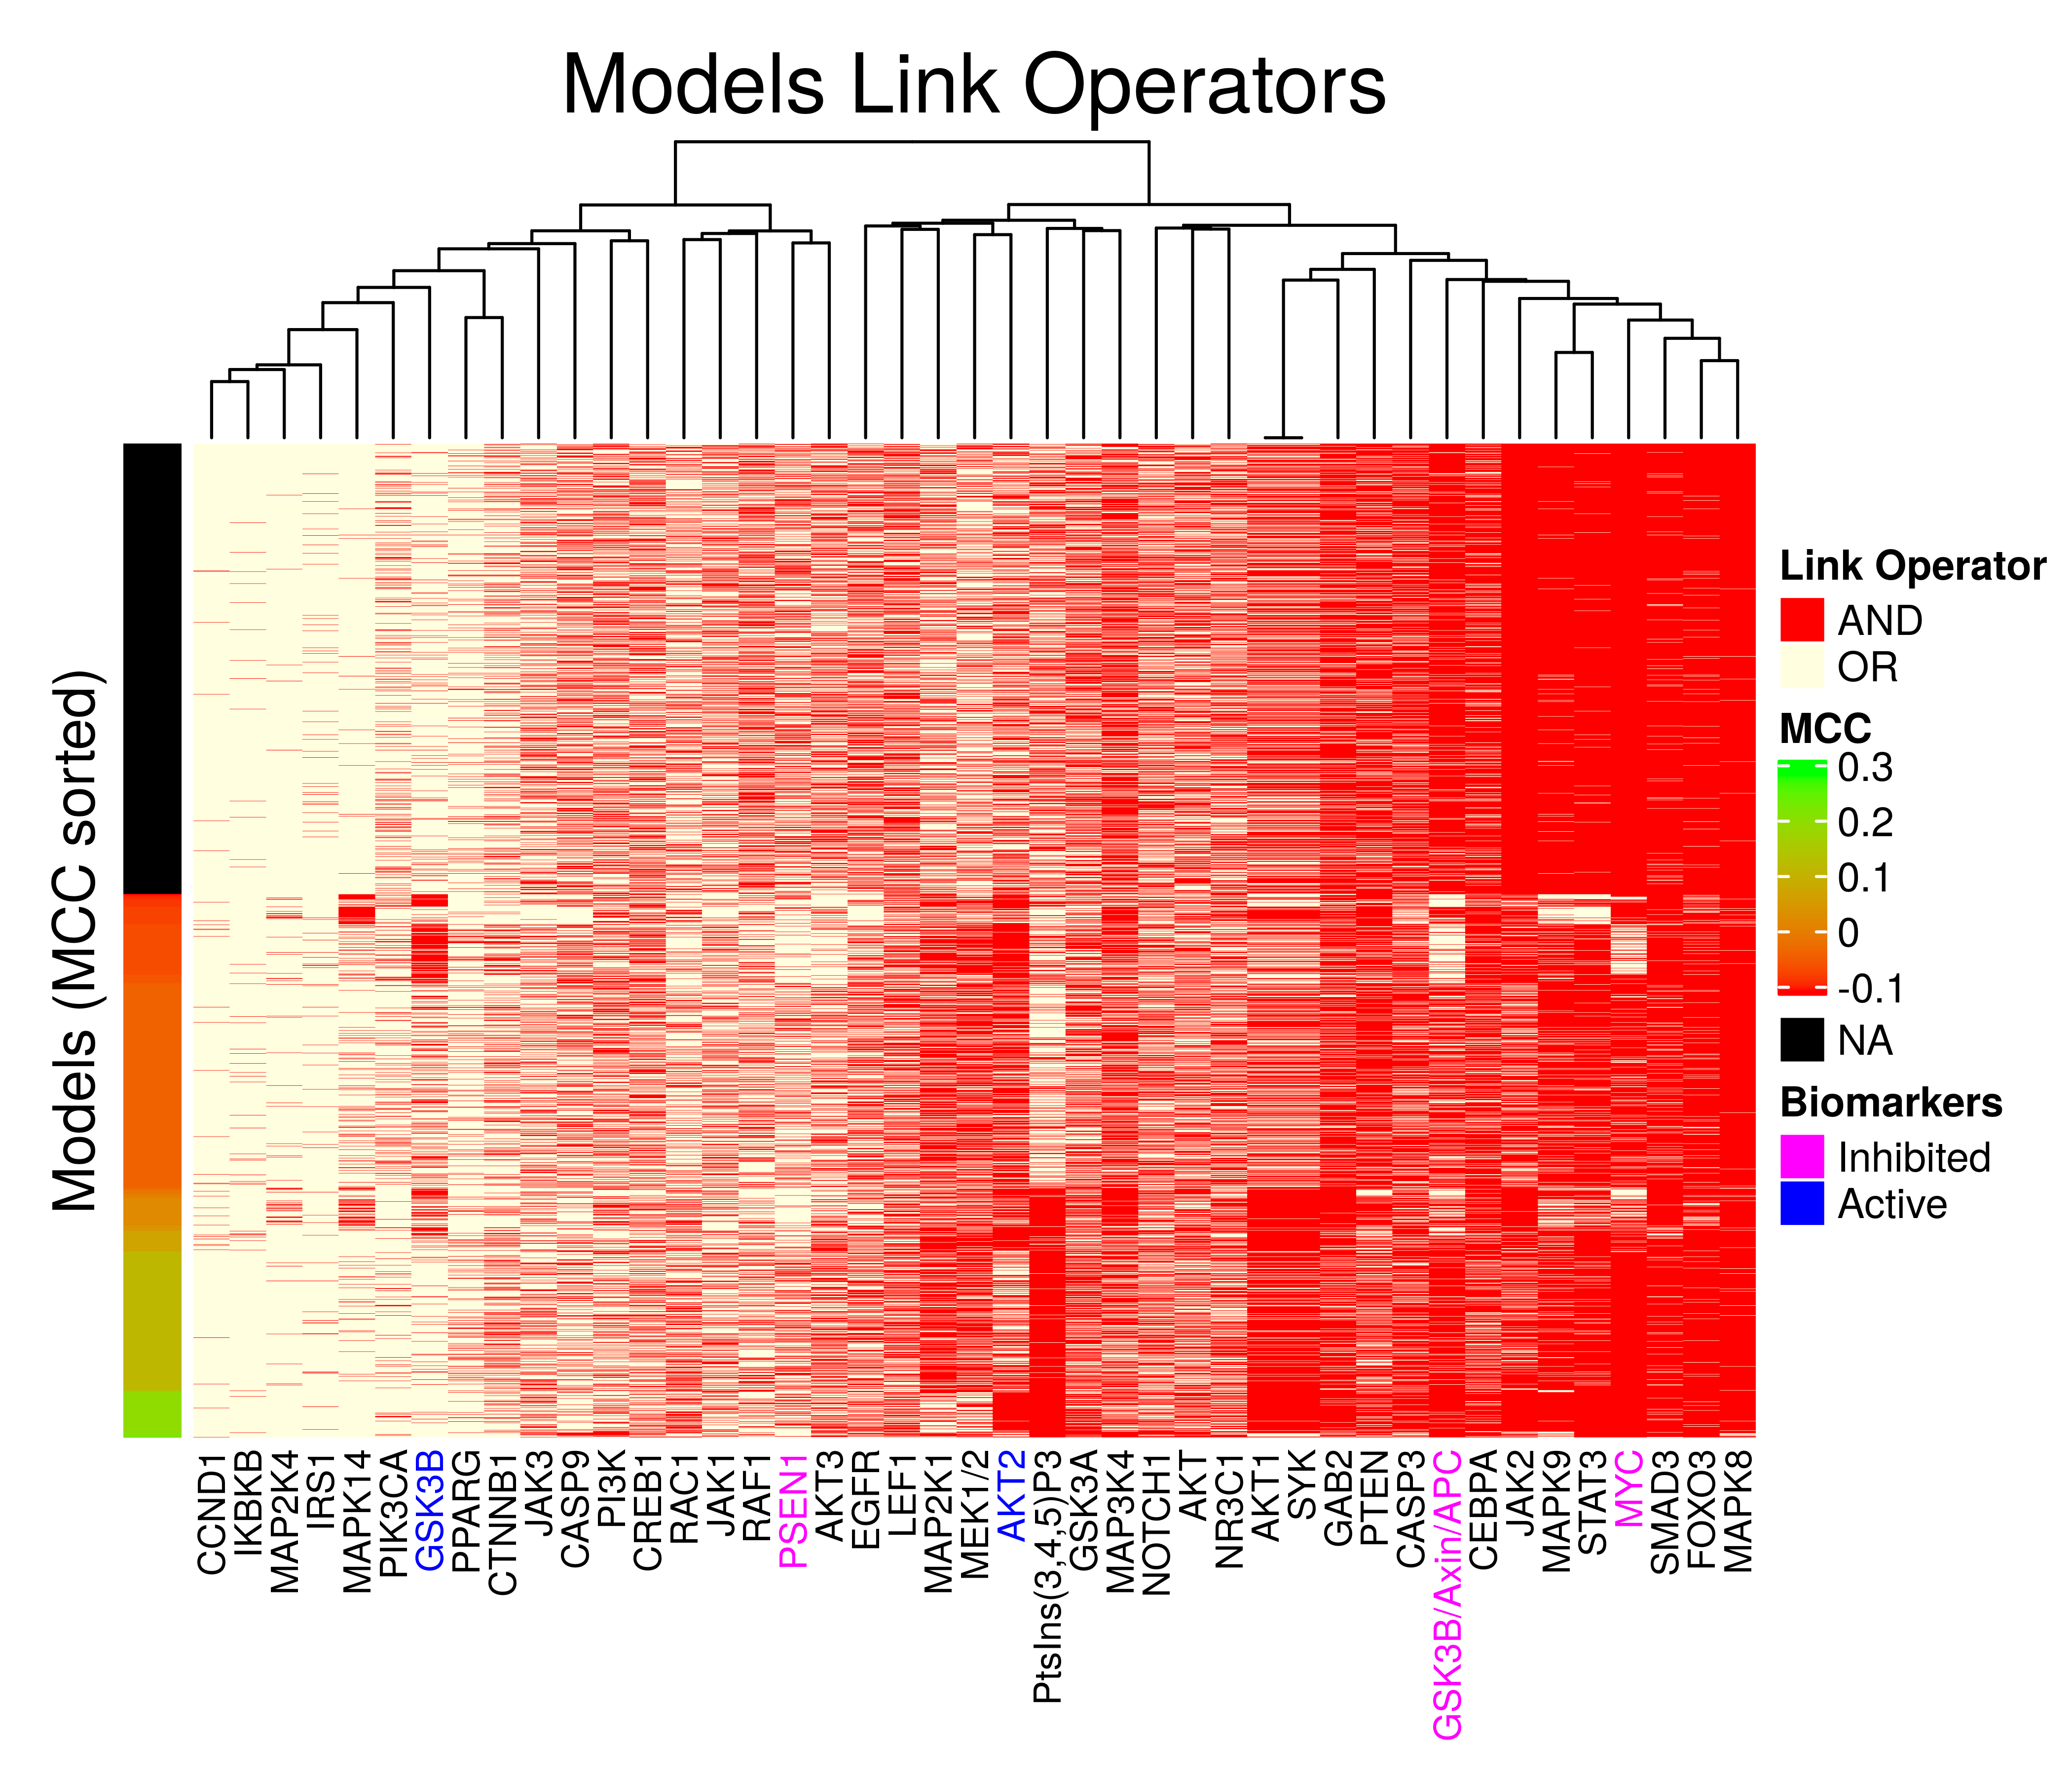 Models Link Operators
Models (MCC sorted)
Link Operator
AND
OR
MCC
0.3
0.2
0.1
0
-0.1
NA
Biomarkers
Inhibited
Active
CCND1
IKBKB
MAP2K4
IRS1
MAPK14
PIK3CA
GSK3B
PPARG
CTNNB1
JAK3
CASP9
PI3K
CREB1
RAC1
JAK1
RAF1
PSEN1
AKT3
EGFR
LEF1
MAP2K1
MEK1/2
AKT2
PtsIns(3,4,5)P3
GSK3A
MAP3K4
NOTCH1
AKT
NR3C1
AKT1
SYK
GAB2
PTEN
CASP3
GSK3B/Axin/APC
CEBPA
JAK2
MAPK9
STAT3
MYC
SMAD3
FOXO3
MAPK8